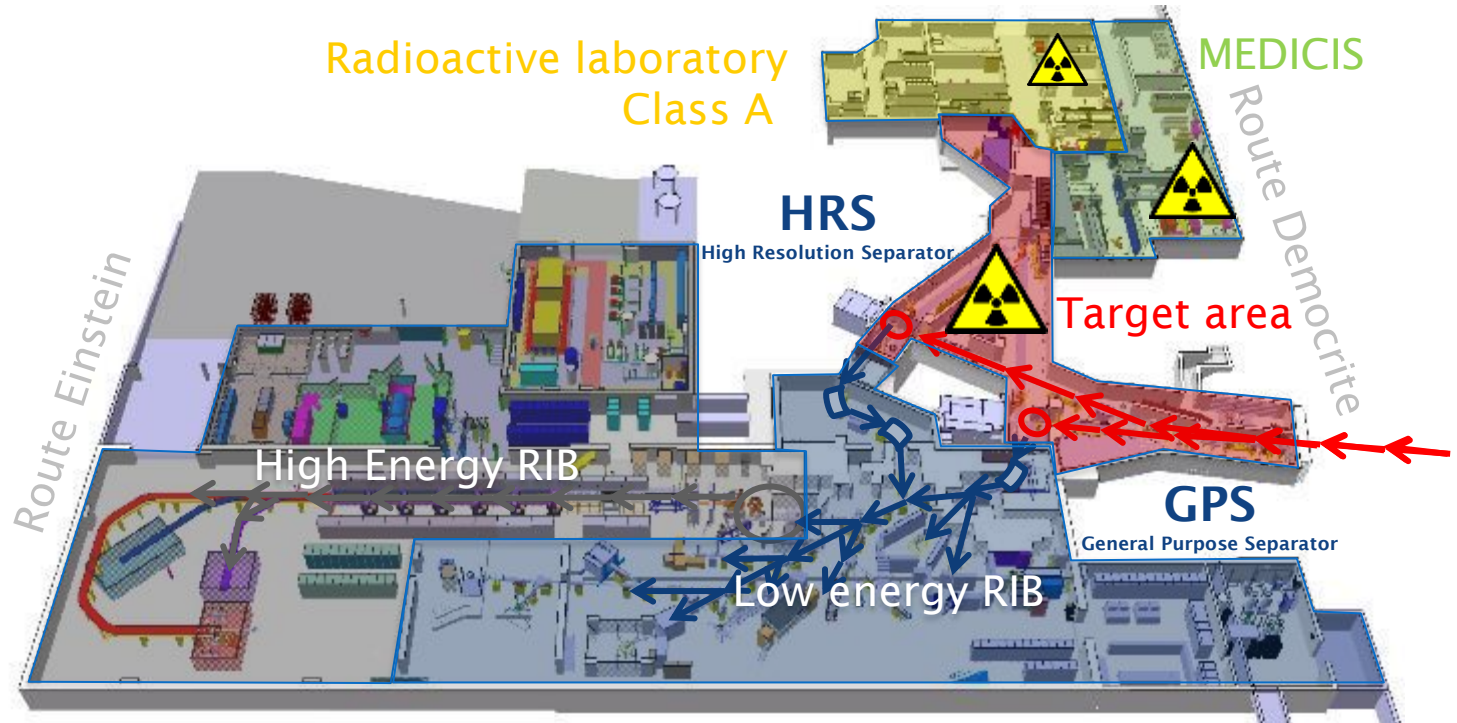 Radioactive laboratory
Class A
MEDICIS
Route Democrite
HRS
High Resolution Separator
Target area
Route Einstein
High Energy RIB
GPS
General Purpose Separator
Low energy RIB